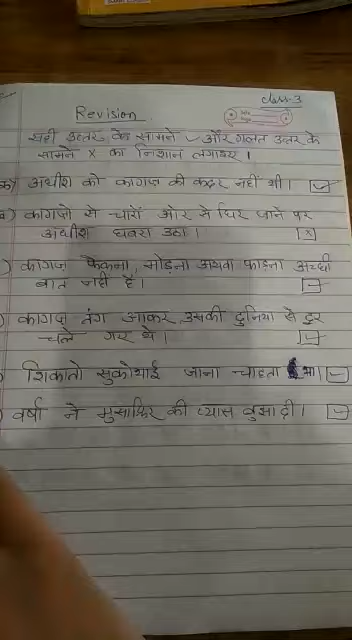 class-3
Revision
सही उत्तर के सामने ✓ और गलत उत्तर के
सामने x का निशान लगाइए ।
क) अधीश को कागज़ की कदर नहीं थी । ✓
ख) कागज़ो से चारों ओर से घिर जाने पर
अधीश घबरा उठा । x
) कागज़ फेंकना, मोड़ना अथवा फाड़ना अच्छी
बात नहीं है ।
) कागज़ तंग आकर उसकी दुनिया से दूर
चले गए थे ।
) शिकातो सुकोथाई जाना चाहता था । ✓
) वर्षा ने मुसाफिर की प्यास बुझा दी । ✓